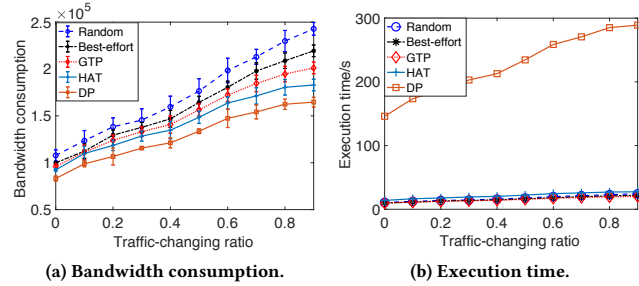 ×10⁵
2.5
2
1.5
1
0.5
Bandwidth consumption
Random
Best-effort
GTP
HAT
DP
0 0.2 0.4 0.6 0.8
Traffic-changing ratio
(a) Bandwidth consumption.
300
200
100
0
Execution time/s
Random
Best-effort
GTP
HAT
DP
0 0.2 0.4 0.6 0.8
Traffic-changing ratio
(b) Execution time.